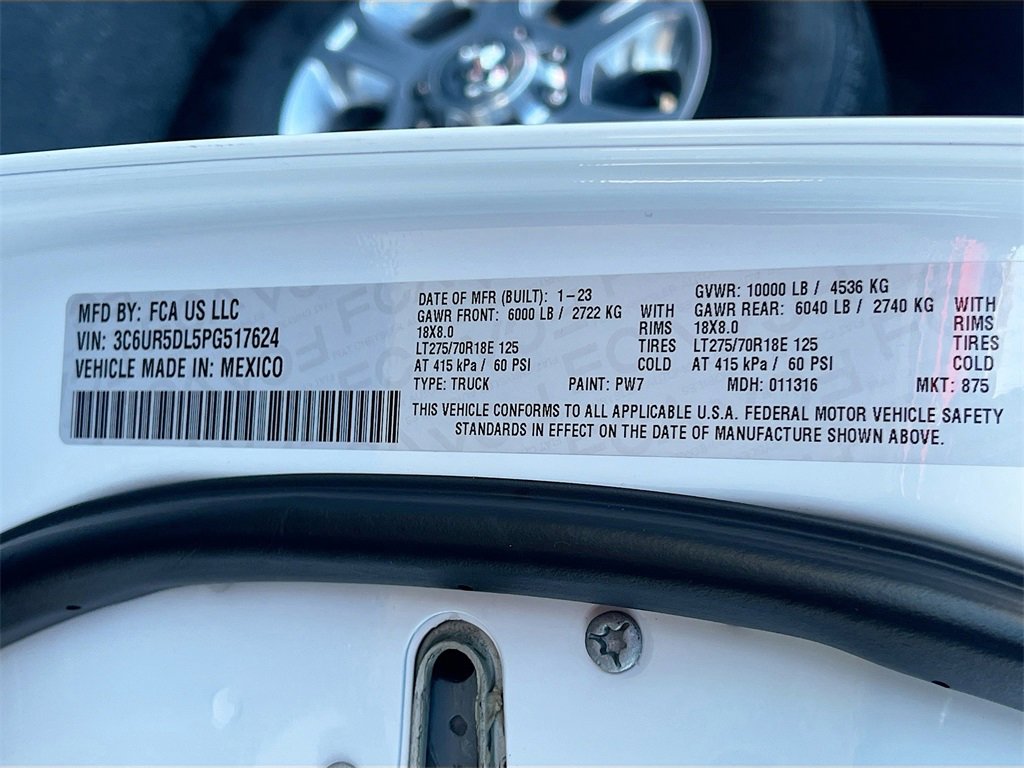 MFD BY: FCA US LLC
VIN: 3C6UR5DL5PG517624
VEHICLE MADE IN: MEXICO
DATE OF MFR (BUILT): 1-23
GAWR FRONT: 6000 LB / 2722 KG WITH
18X8.0 RIMS
LT275/70R18E 125 TIRES
AT 415 kPa / 60 PSI COLD
GVWR: 10000 LB / 4536 KG
GAWR REAR: 6040 LB / 2740 KG WITH
18X8.0 RIMS
LT275/70R18E 125 TIRES
AT 415 kPa / 60 PSI COLD
TYPE: TRUCK PAINT: PW7 MDH: 011316 MKT: 875
THIS VEHICLE CONFORMS TO ALL APPLICABLE U.S.A. FEDERAL MOTOR VEHICLE SAFETY
STANDARDS IN EFFECT ON THE DATE OF MANUFACTURE SHOWN ABOVE.